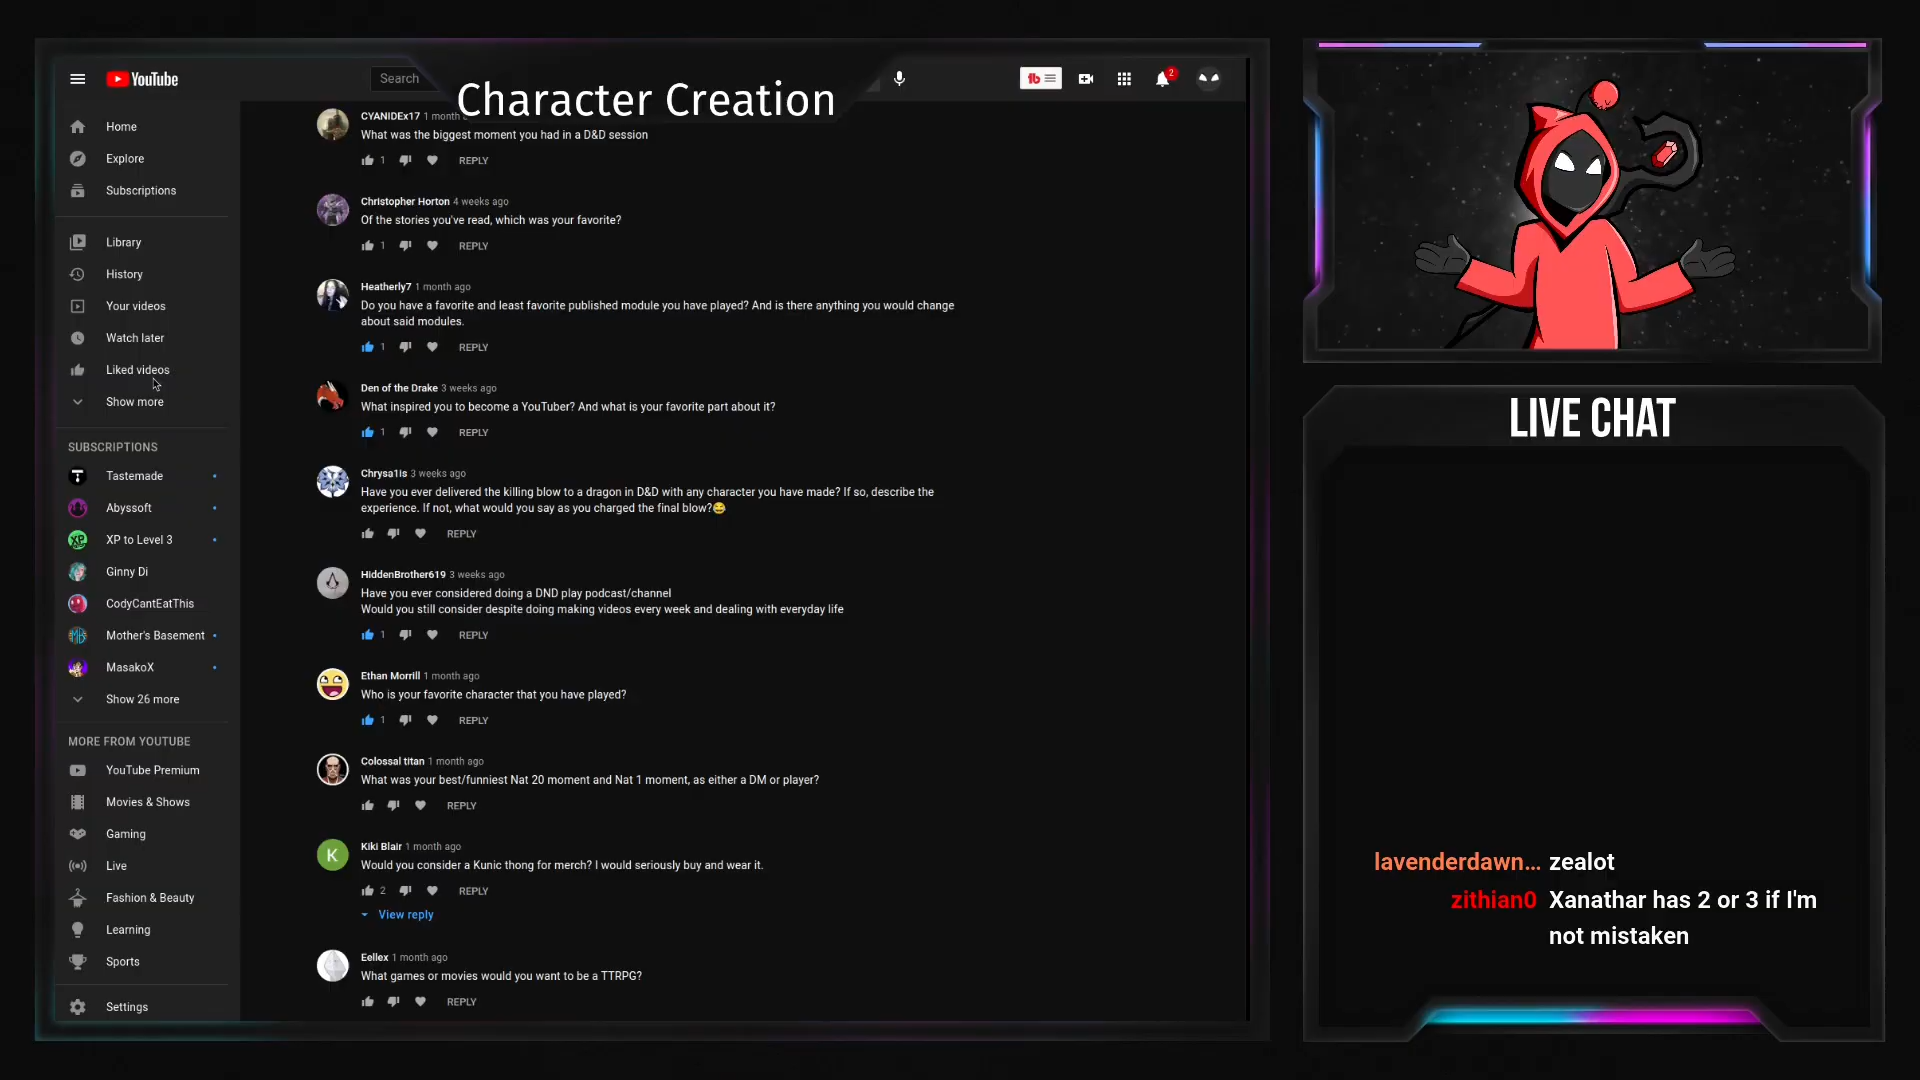 YouTube
Search
Character Creation
1b
2
Home
Explore
Subscriptions
Library
History
Your videos
Watch later
Liked videos
Show more
SUBSCRIPTIONS
Tastemade
Abyssoft
XP to Level 3
Ginny Di
CodyCantEatThis
Mother's Basement
MasakoX
Show 26 more
MORE FROM YOUTUBE
YouTube Premium
Movies & Shows
Gaming
Live
Fashion & Beauty
Learning
Sports
Settings
CYANIDEx17 1 month
What was the biggest moment you had in a D&D session
1 REPLY
Christopher Horton 4 weeks ago
Of the stories you've read, which was your favorite?
1 REPLY
Heatherly7 1 month ago
Do you have a favorite and least favorite published module you have played? And is there anything you would change
about said modules.
1 REPLY
Den of the Drake 3 weeks ago
What inspired you to become a YouTuber? And what is your favorite part about it?
1 REPLY
Chrysa1is 3 weeks ago
Have you ever delivered the killing blow to a dragon in D&D with any character you have made? If so, describe the
experience. If not, what would you say as you charged the final blow?😂
REPLY
HiddenBrother619 3 weeks ago
Have you ever considered doing a DND play podcast/channel
Would you still consider despite doing making videos every week and dealing with everyday life
1 REPLY
Ethan Morrill 1 month ago
Who is your favorite character that you have played?
1 REPLY
Colossal titan 1 month ago
What was your best/funniest Nat 20 moment and Nat 1 moment, as either a DM or player?
REPLY
K
Kiki Blair 1 month ago
Would you consider a Kunic thong for merch? I would seriously buy and wear it.
2 REPLY
View reply
Eellex 1 month ago
What games or movies would you want to be a TTRPG?
REPLY
LIVE CHAT
lavenderdawn… zealot
zithian0 Xanathar has 2 or 3 if I'm
not mistaken